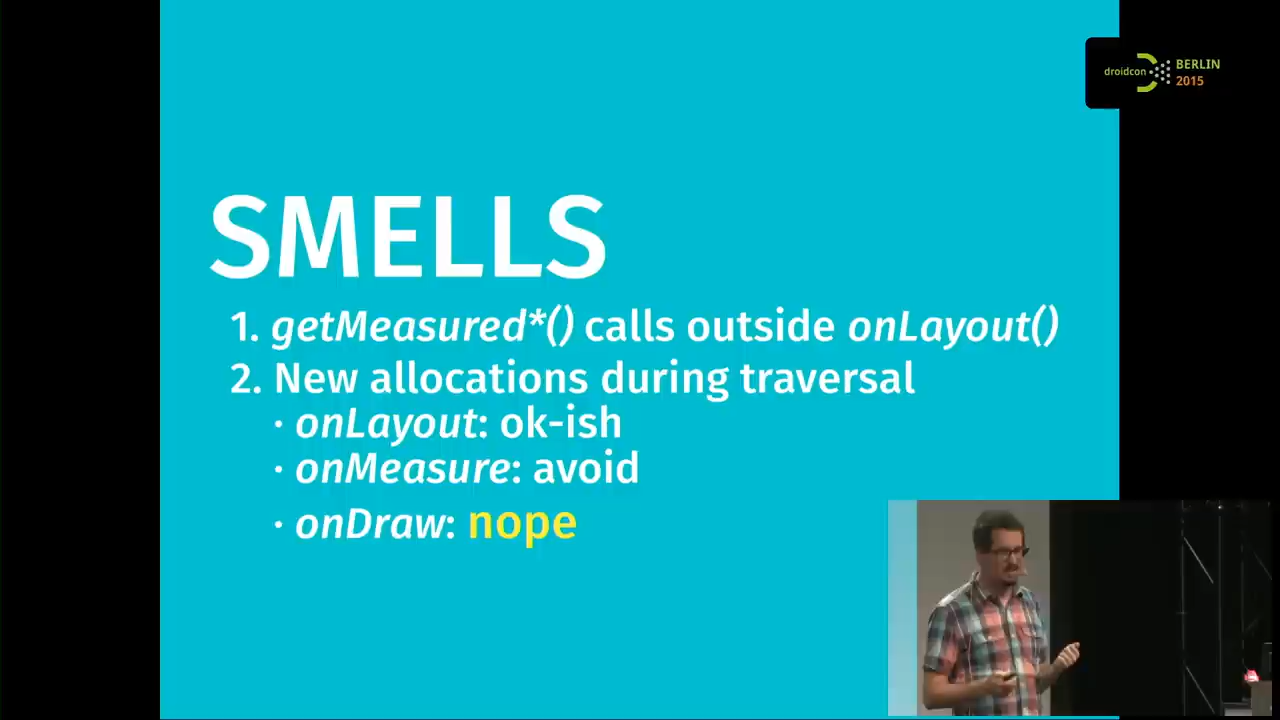 droidcon
BERLIN
2015
SMELLS
1. getMeasured*() calls outside onLayout()
2. New allocations during traversal
· onLayout: ok-ish
· onMeasure: avoid
· onDraw: nope